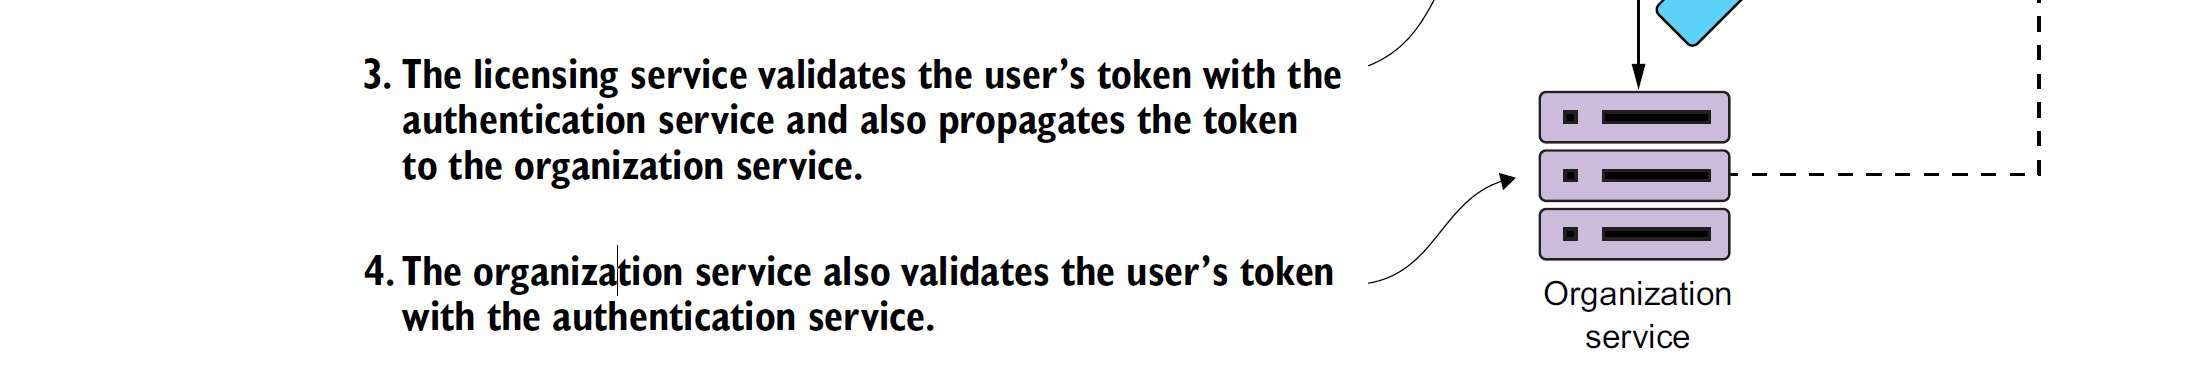 3. The licensing service validates the user’s token with the
authentication service and also propagates the token
to the organization service.
4. The organization service also validates the user’s token
with the authentication service.
Organization
service